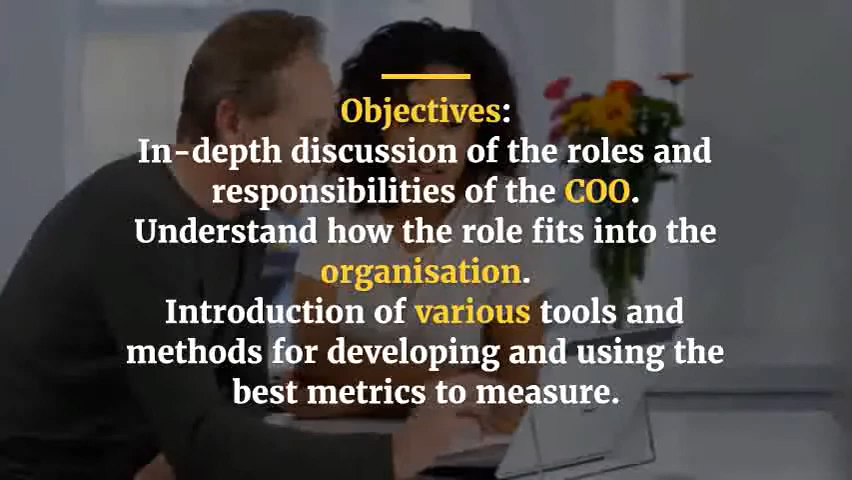 Objectives:
In-depth discussion of the roles and
responsibilities of the COO.
Understand how the role fits into the
organisation.
Introduction of various tools and
methods for developing and using the
best metrics to measure.